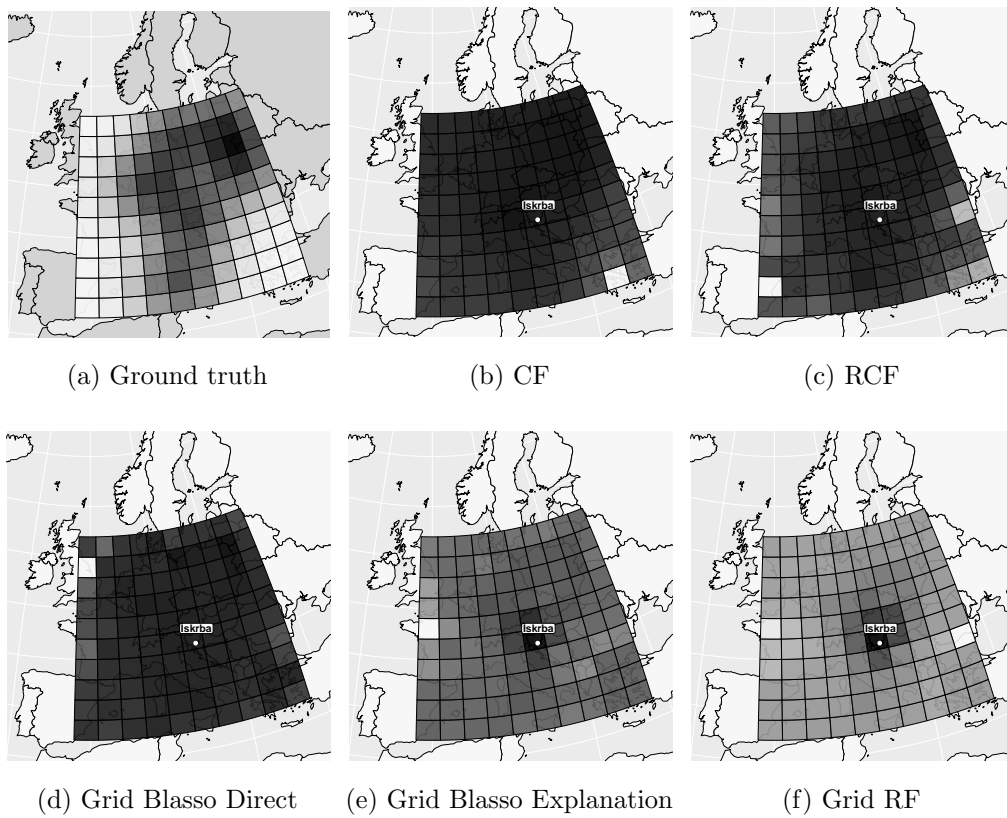 Iskrba
Iskrba
(a) Ground truth
(b) CF
(c) RCF
Iskrba
Iskrba
Iskrba
(d) Grid Blasso Direct
(e) Grid Blasso Explanation
(f) Grid RF